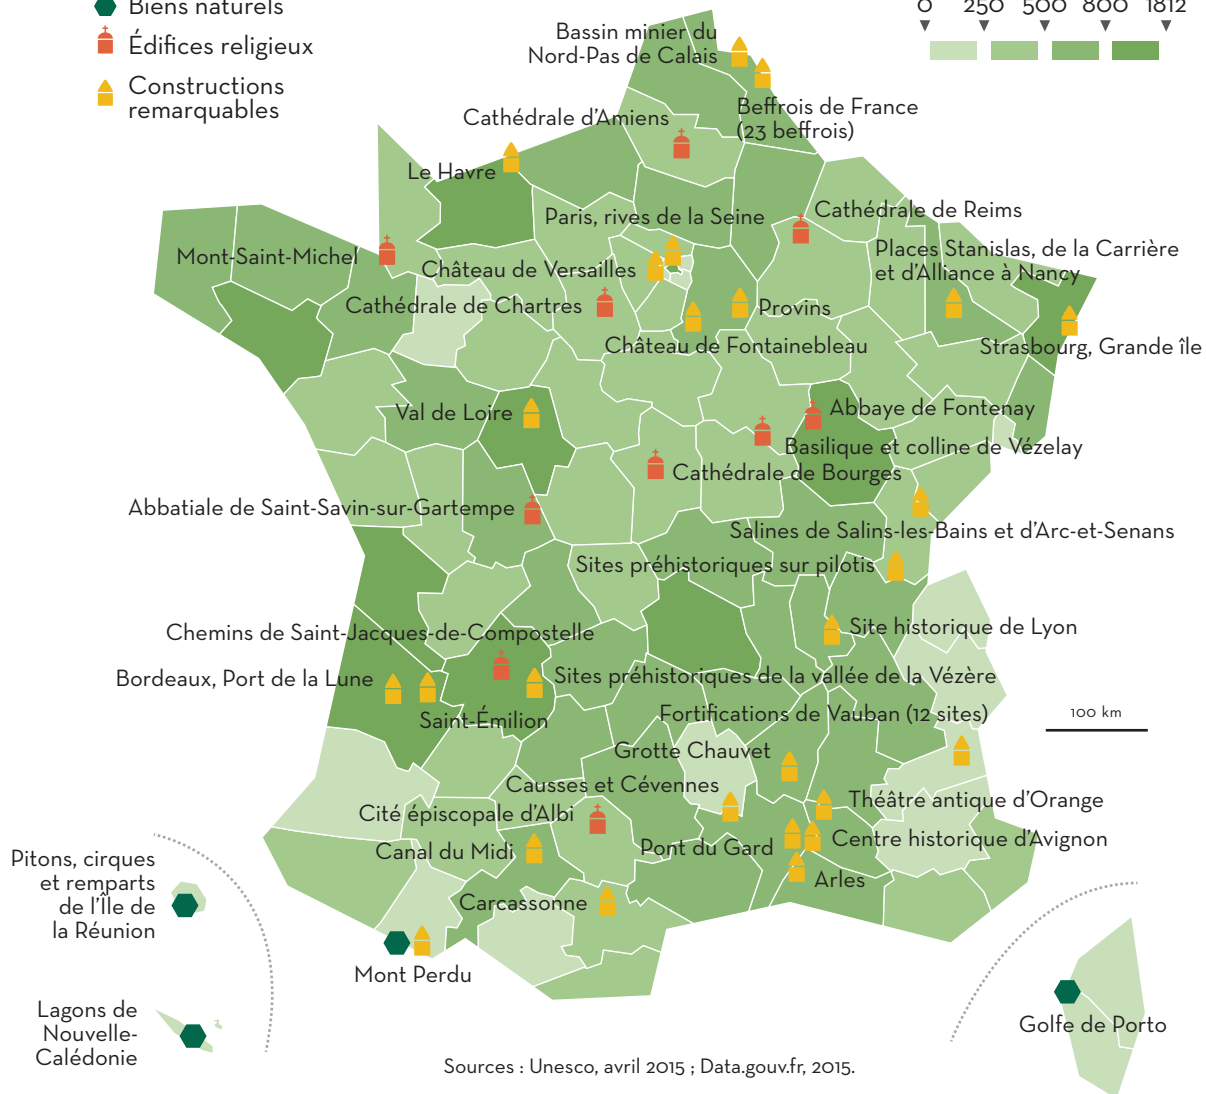 Biens naturels
Édifices religieux
Constructions
remarquables
0 250 500 800 1812
Bassin minier du
Nord-Pas de Calais
Beffrois de France
(23 beffrois)
Cathédrale d'Amiens
Le Havre
Paris, rives de la Seine
Cathédrale de Reims
Mont-Saint-Michel
Château de Versailles
Places Stanislas, de la Carrière
et d'Alliance à Nancy
Cathédrale de Chartres
Provins
Château de Fontainebleau
Strasbourg, Grande île
Val de Loire
Abbaye de Fontenay
Basilique et colline de Vézelay
Cathédrale de Bourges
Abbatiale de Saint-Savin-sur-Gartempe
Salines de Salins-les-Bains et d'Arc-et-Senans
Sites préhistoriques sur pilotis
Chemins de Saint-Jacques-de-Compostelle
Site historique de Lyon
Bordeaux, Port de la Lune
Sites préhistoriques de la vallée de la Vézère
Saint-Émilion
Fortifications de Vauban (12 sites)
100 km
Grotte Chauvet
Causses et Cévennes
Cité épiscopale d'Albi
Théâtre antique d'Orange
Canal du Midi
Pont du Gard
Centre historique d'Avignon
Arles
Carcassonne
Pitons, cirques
et remparts
de l'Île de
la Réunion
Mont Perdu
Lagons de
Nouvelle-
Calédonie
Golfe de Porto
Sources : Unesco, avril 2015 ; Data.gouv.fr, 2015.